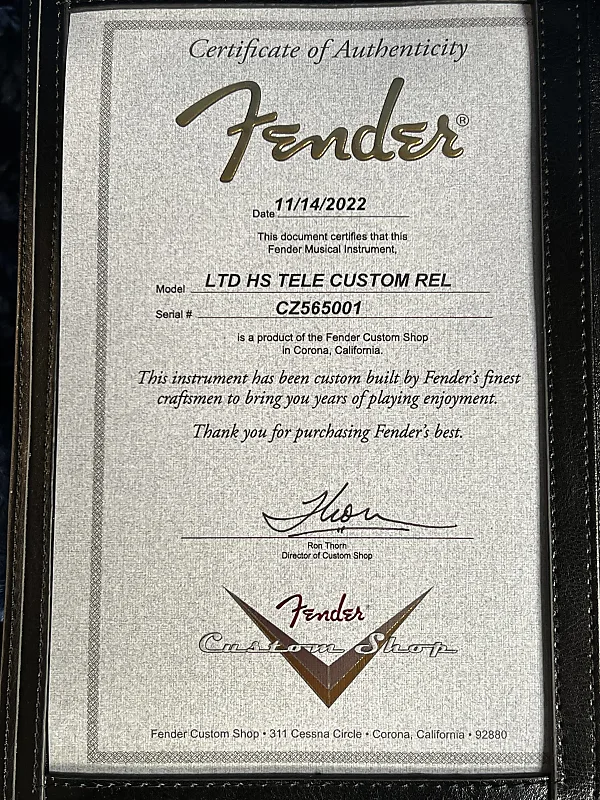 Certificate of Authenticity
Fender®
Date 11/14/2022
This document certifies that this
Fender Musical Instrument,
Model LTD HS TELE CUSTOM REL
Serial # CZ565001
is a product of the Fender Custom Shop
in Corona, California.
This instrument has been custom built by Fender's finest
craftsmen to bring you years of playing enjoyment.
Thank you for purchasing Fender's best.
Thorn
Ron Thorn
Director of Custom Shop
Fender®
Custom Shop
Fender Custom Shop • 311 Cessna Circle • Corona, California • 92880